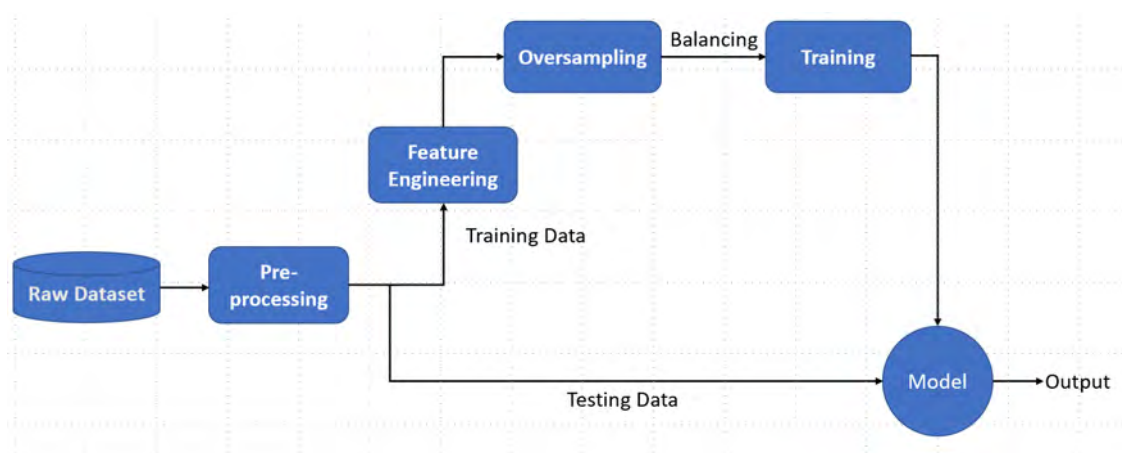 Oversampling
Balancing
Training
Feature
Engineering
Training Data
Raw Dataset
Pre-
processing
Testing Data
Model
Output